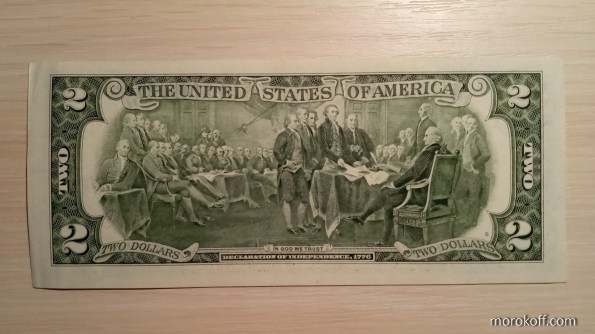 THE UNITED STATES OF AMERICA
2
2
TWO
TWO
2
2
TWO DOLLARS
IN GOD WE TRUST
TWO DOLLARS
DECLARATION OF INDEPENDENCE, 1776
morokoff.com